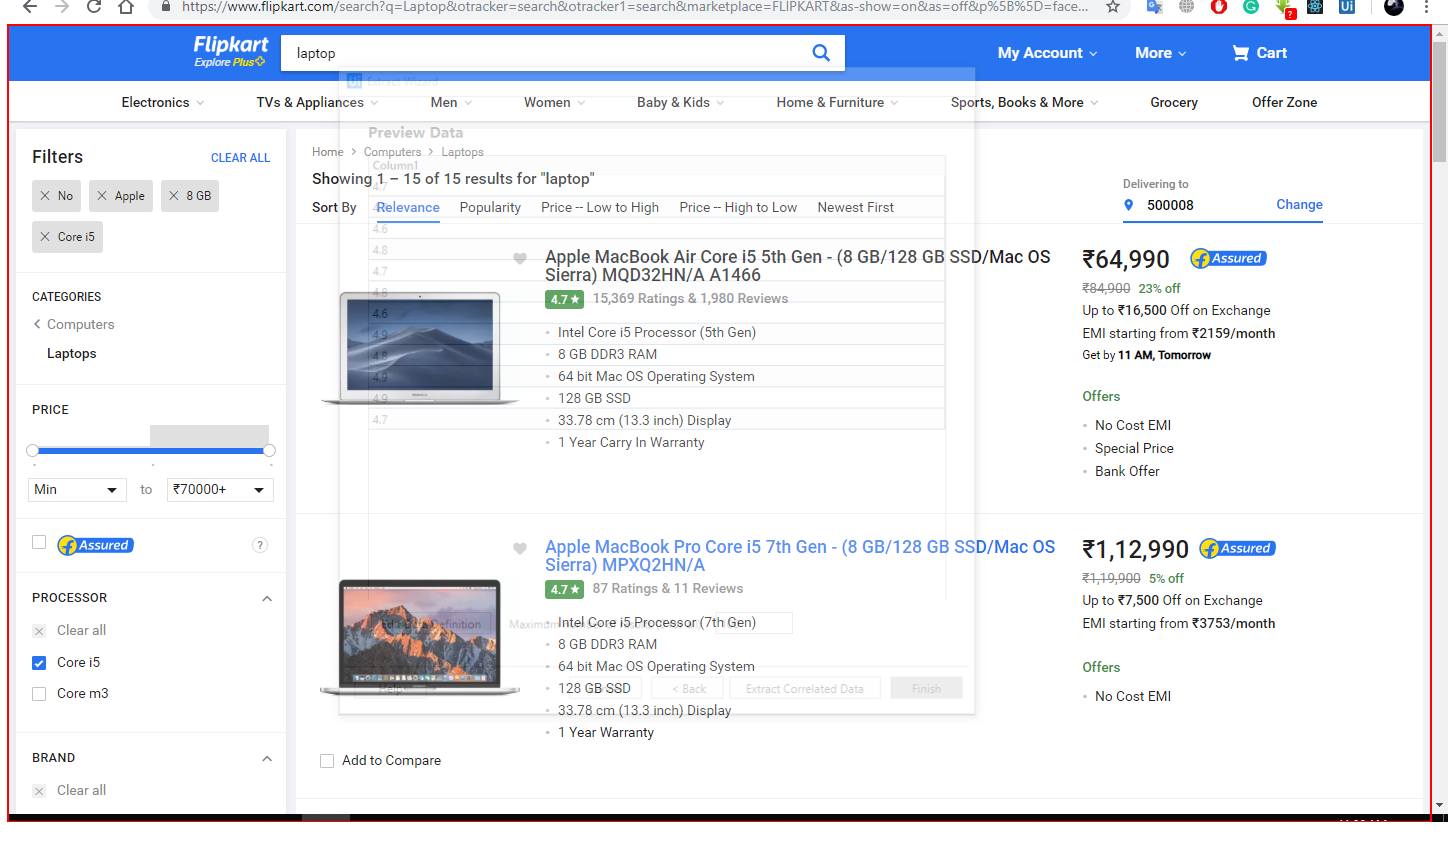 https://www.flipkart.com/search?q=Laptop&otracker=search&otracker1=search&marketplace=FLIPKART&as-show=on&as=off&p%5B%5D=face...
Flipkart
Explore Plus
laptop
My Account
More
Cart
Ui Extract Wizard
Electronics
TVs & Appliances
Men
Women
Baby & Kids
Home & Furniture
Sports, Books & More
Grocery
Offer Zone
Preview Data
Filters
CLEAR ALL
No
Apple
8 GB
Core i5
CATEGORIES
Computers
Laptops
PRICE
Min
to
₹70000+
Assured
?
PROCESSOR
Clear all
Core i5
Core m3
BRAND
Clear all
Home > Computers > Laptops
Column1
Showing 1 – 15 of 15 results for "laptop"
4.7
Sort By
Relevance
Popularity
Price -- Low to High
Price -- High to Low
Newest First
Delivering to
500008
Change
4.6
4.8
4.7
4.8
4.6
4.9
4.8
4.9
4.9
4.7
Apple MacBook Air Core i5 5th Gen - (8 GB/128 GB SSD/Mac OS
Sierra) MQD32HN/A A1466
4.7
15,369 Ratings & 1,980 Reviews
Intel Core i5 Processor (5th Gen)
8 GB DDR3 RAM
64 bit Mac OS Operating System
128 GB SSD
33.78 cm (13.3 inch) Display
1 Year Carry In Warranty
₹64,990
Assured
₹84,900 23% off
Up to ₹16,500 Off on Exchange
EMI starting from ₹2159/month
Get by 11 AM, Tomorrow
Offers
No Cost EMI
Special Price
Bank Offer
Apple MacBook Pro Core i5 7th Gen - (8 GB/128 GB SSD/Mac OS
Sierra) MPXQ2HN/A
4.7
87 Ratings & 11 Reviews
Intel Core i5 Processor (7th Gen)
8 GB DDR3 RAM
64 bit Mac OS Operating System
128 GB SSD
33.78 cm (13.3 inch) Display
1 Year Warranty
₹1,12,990
Assured
₹1,19,900 5% off
Up to ₹7,500 Off on Exchange
EMI starting from ₹3753/month
Offers
No Cost EMI
Definition
Help
< Back
Extract Correlated Data
Finish
Add to Compare